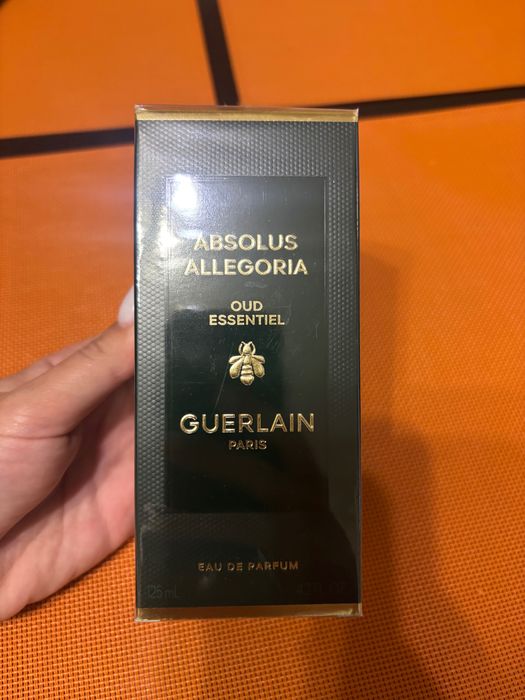 ABSOLUS
ALLEGORIA
OUD
ESSENTIEL
GUERLAIN
PARIS
EAU DE PARFUM
125 mL